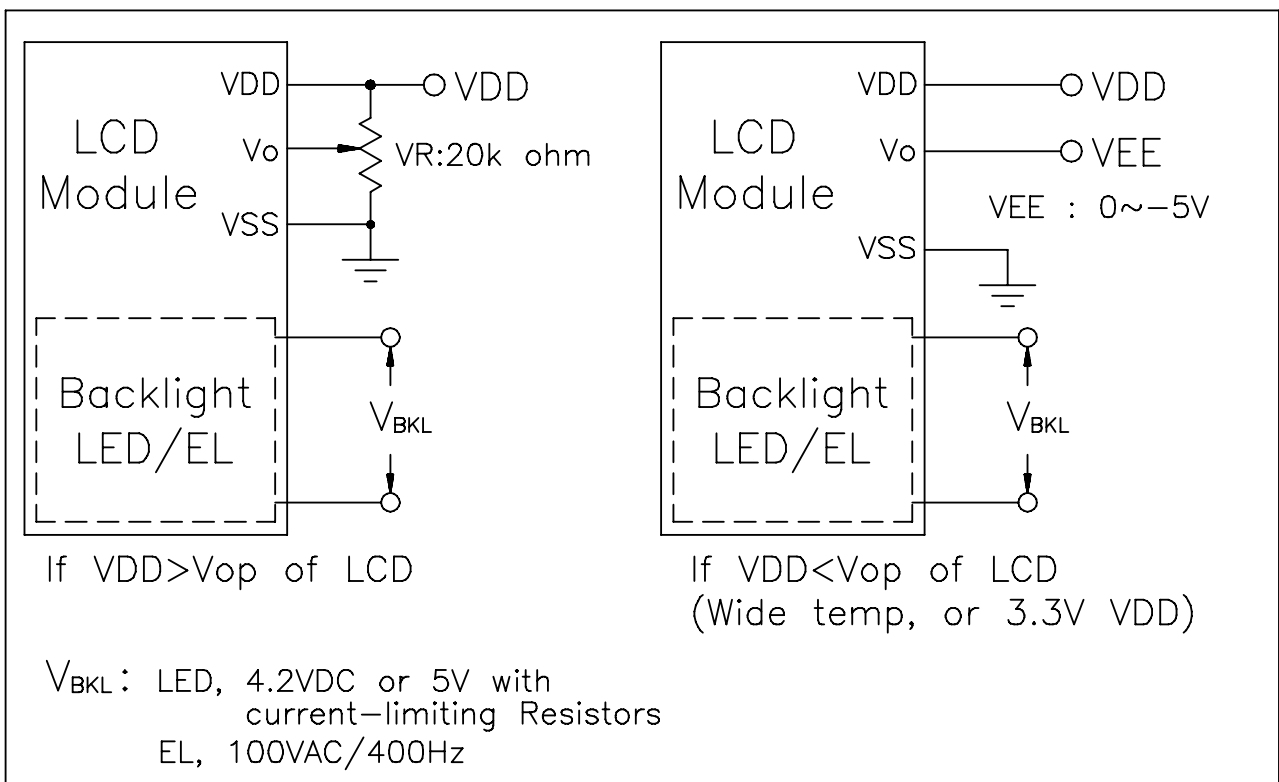 VDD
VDD
LCD
Module
Vo
VR:20k ohm
VSS
Backlight
LED/EL
VBKL
If VDD>Vop of LCD
VDD
VDD
LCD
Module
Vo
VEE
VEE : 0~-5V
VSS
Backlight
LED/EL
VBKL
If VDD<Vop of LCD
(Wide temp, or 3.3V VDD)
VBKL: LED, 4.2VDC or 5V with
current-limiting Resistors
EL, 100VAC/400Hz